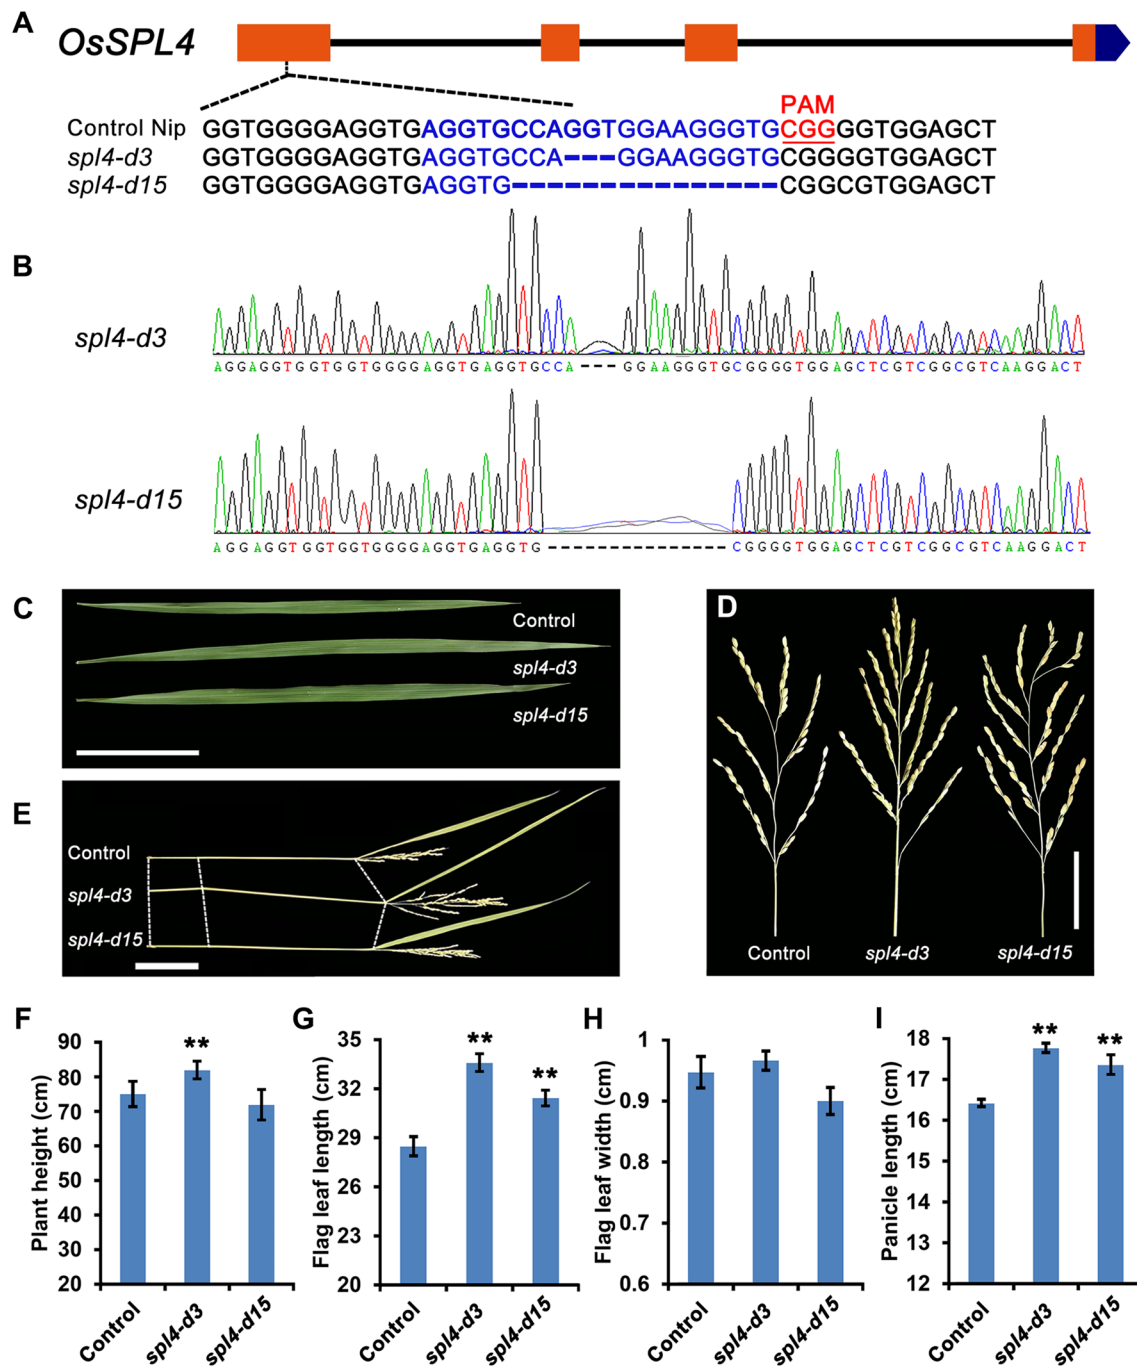 A
OsSPL4
PAM
Control Nip GGTGGGGAGGTGAGGTGCCAGGTGGAAGGGTGCGGGGTGGAGCT
spl4-d3 GGTGGGGAGGTGAGGTGCCA---GGAAGGGTGCGGGGTGGAGCT
spl4-d15 GGTGGGGAGGTGAGGTG---------------CGGCGTGGAGCT
B
spl4-d3
AGGAGGTGGTGGTGGGGAGGTGAGGTGCCA---GGAAGGGTGCGGGGTGGAGCTCGTCGGCGTCAAGGACT
spl4-d15
AGGAGGTGGTGGTGGGGAGGTGAGGTG---------------CGGGGTGGAGCTCGTCGGCGTCAAGGACT
C
Control
spl4-d3
spl4-d15
D
Control spl4-d3 spl4-d15
E
Control
spl4-d3
spl4-d15
F
Plant height (cm)
90
80
70
60
50
40
30
20
Control spl4-d3 spl4-d15
**
G
Flag leaf length (cm)
35
32
29
26
23
20
Control spl4-d3 spl4-d15
**
**
H
Flag leaf width (cm)
1
0.9
0.8
0.7
0.6
Control spl4-d3 spl4-d15
I
Panicle length (cm)
18
17
16
15
14
13
12
Control spl4-d3 spl4-d15
**
**